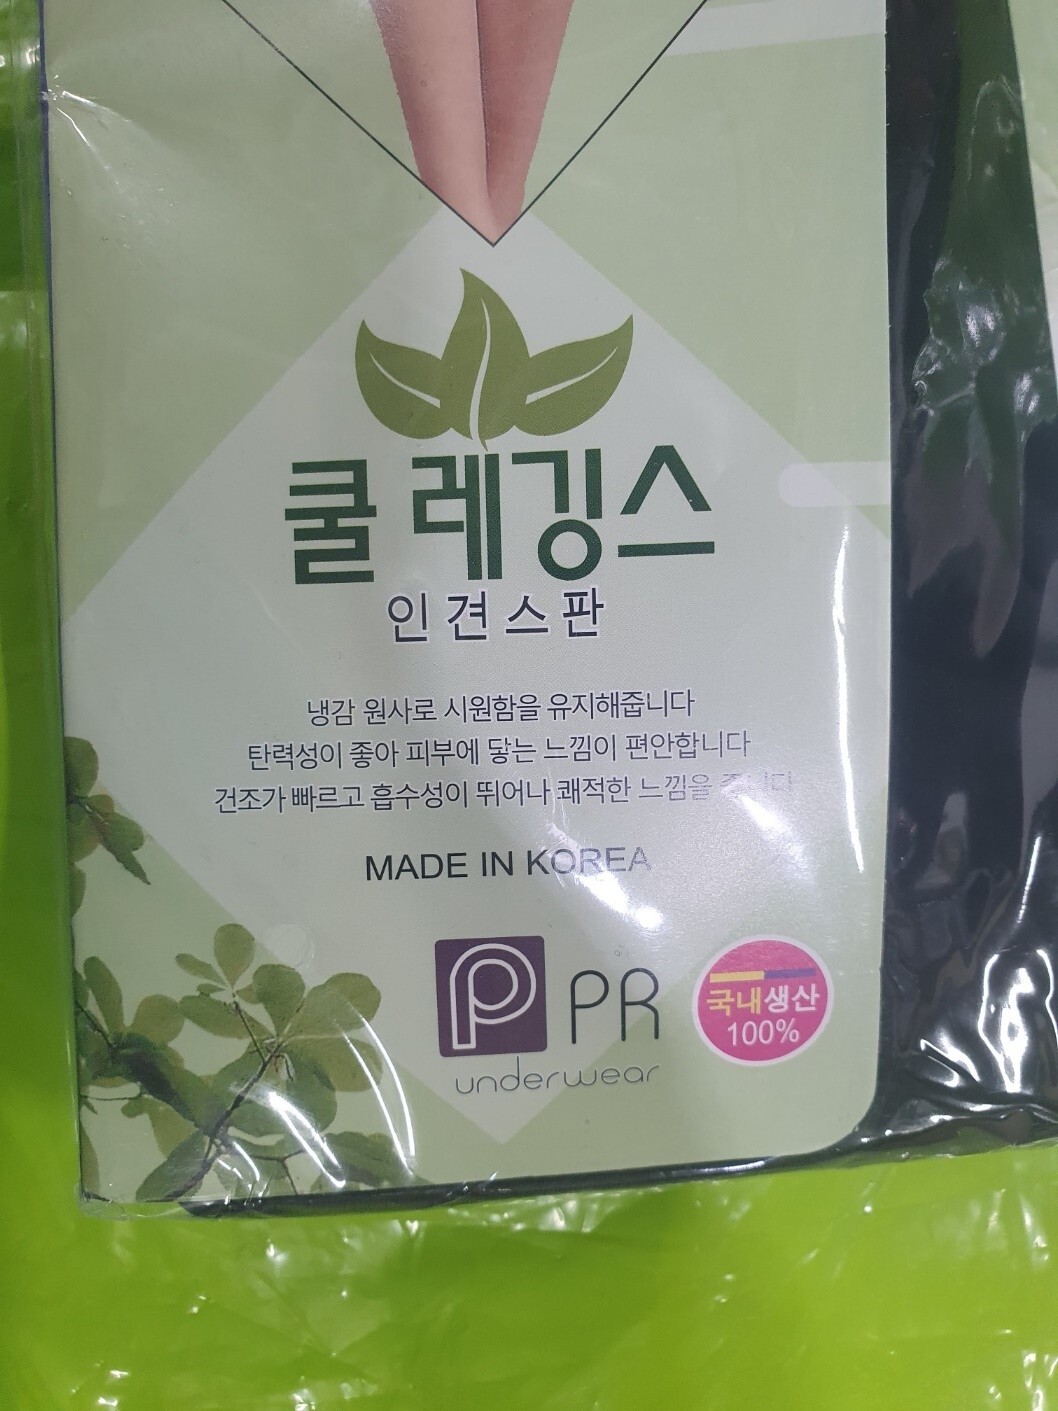 쿨 레깅스
인견스판
냉감 원사로 시원함을 유지해줍니다
탄력성이 좋아 피부에 닿는 느낌이 편안합니다
건조가 빠르고 흡수성이 뛰어나 쾌적한 느낌을 줍니다
MADE IN KOREA
P PR
underwear
국내생산
100%